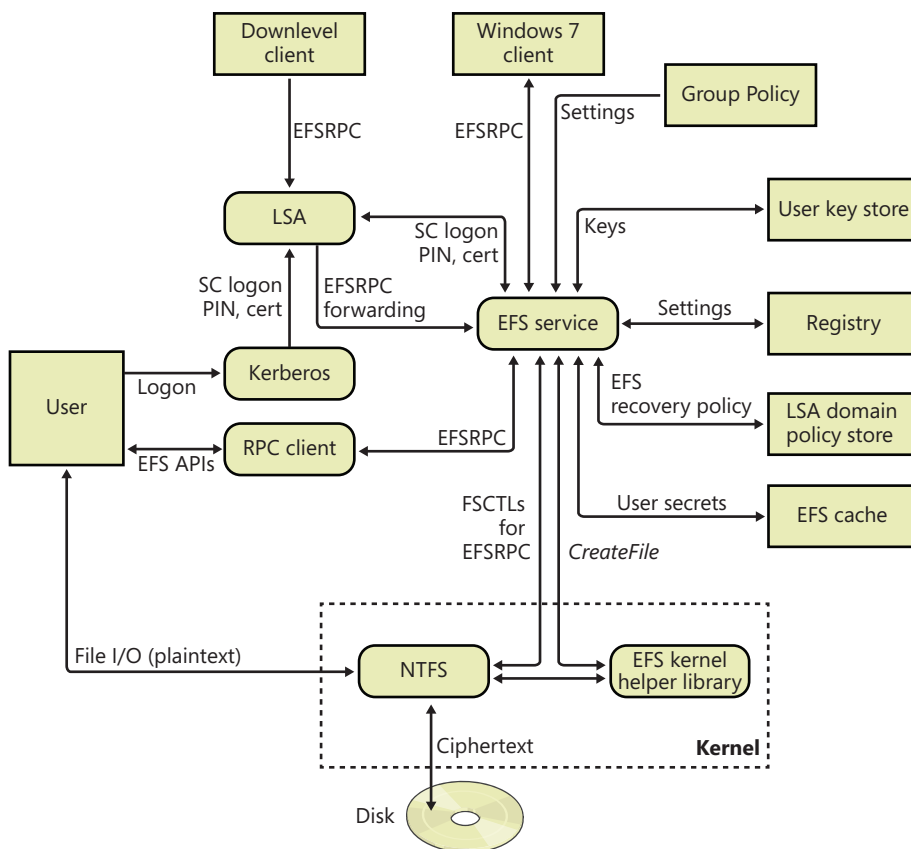 Downlevel
client
Windows 7
client
Group Policy
EFSRPC
EFSRPC
Settings
LSA
SC logon
PIN, cert
Keys
User key store
SC logon
PIN, cert
EFSRPC
forwarding
EFS service
Settings
Registry
User
Logon
Kerberos
EFS
recovery policy
LSA domain
policy store
EFS APIs
RPC client
EFSRPC
FSCTLs
for
EFSRPC
CreateFile
User secrets
EFS cache
File I/O (plaintext)
NTFS
EFS kernel
helper library
Ciphertext
Kernel
Disk